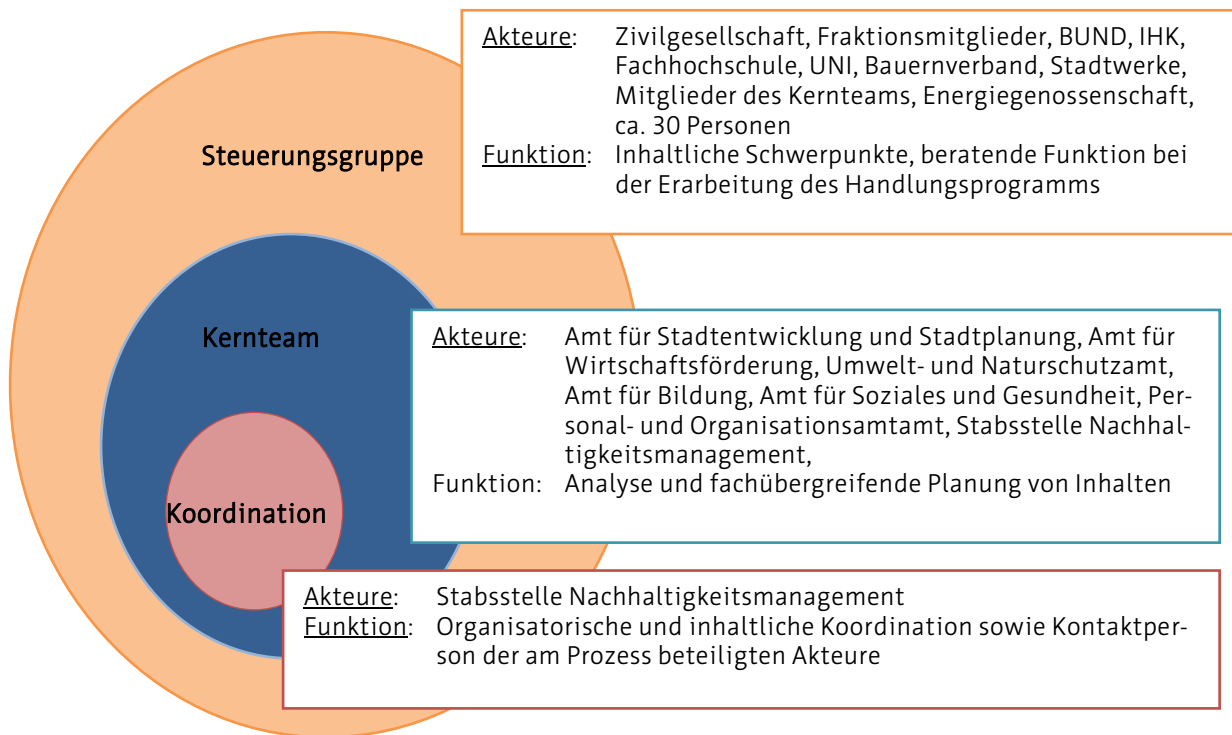 Akteure: Zivilgesellschaft, Fraktionsmitglieder, BUND, IHK,
Fachhochschule, UNI, Bauernverband, Stadtwerke,
Mitglieder des Kernteams, Energiegenossenschaft,
ca. 30 Personen
Funktion: Inhaltliche Schwerpunkte, beratende Funktion bei
der Erarbeitung des Handlungsprogramms
Steuerungsgruppe
Kernteam
Akteure: Amt für Stadtentwicklung und Stadtplanung, Amt für
Wirtschaftsförderung, Umwelt- und Naturschutzamt,
Amt für Bildung, Amt für Soziales und Gesundheit, Per-
sonal- und Organisationsamtamt, Stabsstelle Nachhal-
tigkeitsmanagement,
Funktion: Analyse und fachübergreifende Planung von Inhalten
Koordination
Akteure: Stabsstelle Nachhaltigkeitsmanagement
Funktion: Organisatorische und inhaltliche Koordination sowie Kontaktper-
son der am Prozess beteiligten Akteure